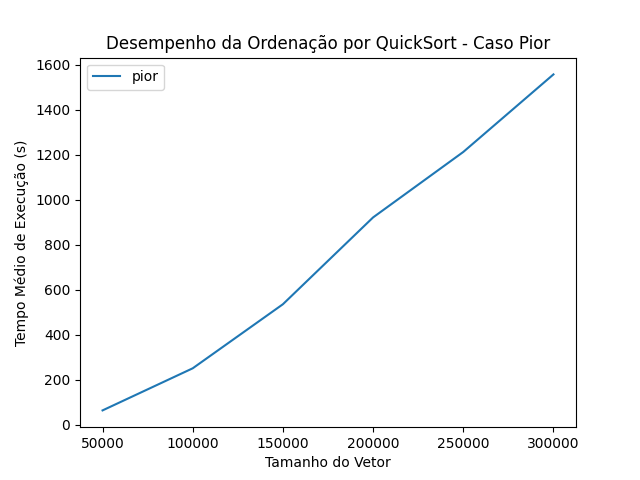 Desempenho da Ordenação por QuickSort - Caso Pior
pior
Tempo Médio de Execução (s)
1600
1400
1200
1000
800
600
400
200
0
50000 100000 150000 200000 250000 300000
Tamanho do Vetor